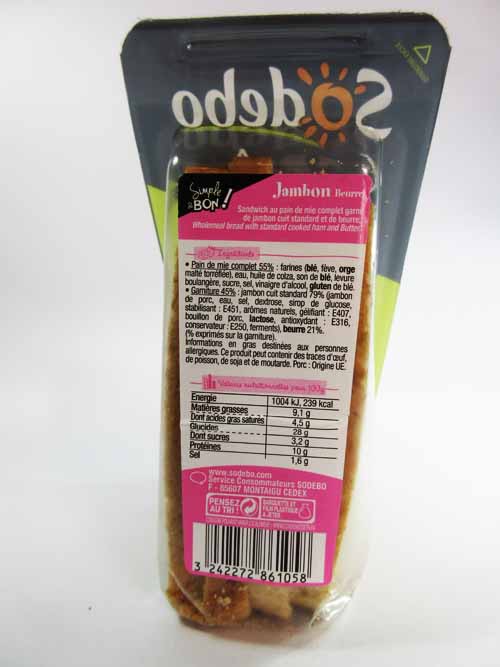 Sodebo
Simple
& BON !
Jambon Beurre
Sandwich au pain de mie complet garni
de jambon cuit standard et de beurre.
Wholemeal bread with standard cooked ham and Butter
Ingrédients
• Pain de mie complet 55% : farines (blé, fève, orge
malté torréfiée), eau, huile de colza, son de blé, levure
boulangère, sucre, sel, vinaigre d'alcool, gluten de blé.
• Garniture 45% : jambon cuit standard 79% (jambon
de porc, eau, sel, dextrose, sirop de glucose,
stabilisant : E451, arômes naturels, gélifiant : E407,
bouillon de porc, lactose, antioxydant : E316,
conservateur : E250, ferments), beurre 21%.
(% exprimés sur la garniture).
Informations en gras destinées aux personnes
allergiques. Ce produit peut contenir des traces d'œuf,
de poisson, de soja et de moutarde. Porc : Origine UE.
Valeurs nutritionnelles pour 100g
Energie 1004 kJ, 239 kcal
Matières grasses 9,1 g
Dont acides gras saturés 4,5 g
Glucides 28 g
Dont sucres 3,2 g
Protéines 10 g
Sel 1,6 g
www.sodebo.com
Service Consommateurs SODEBO
F - 85607 MONTAIGU CEDEX
PENSEZ
AU TRI !
BARQUETTE ET
FILM PLASTIQUE
À JETER
3 242272 861058